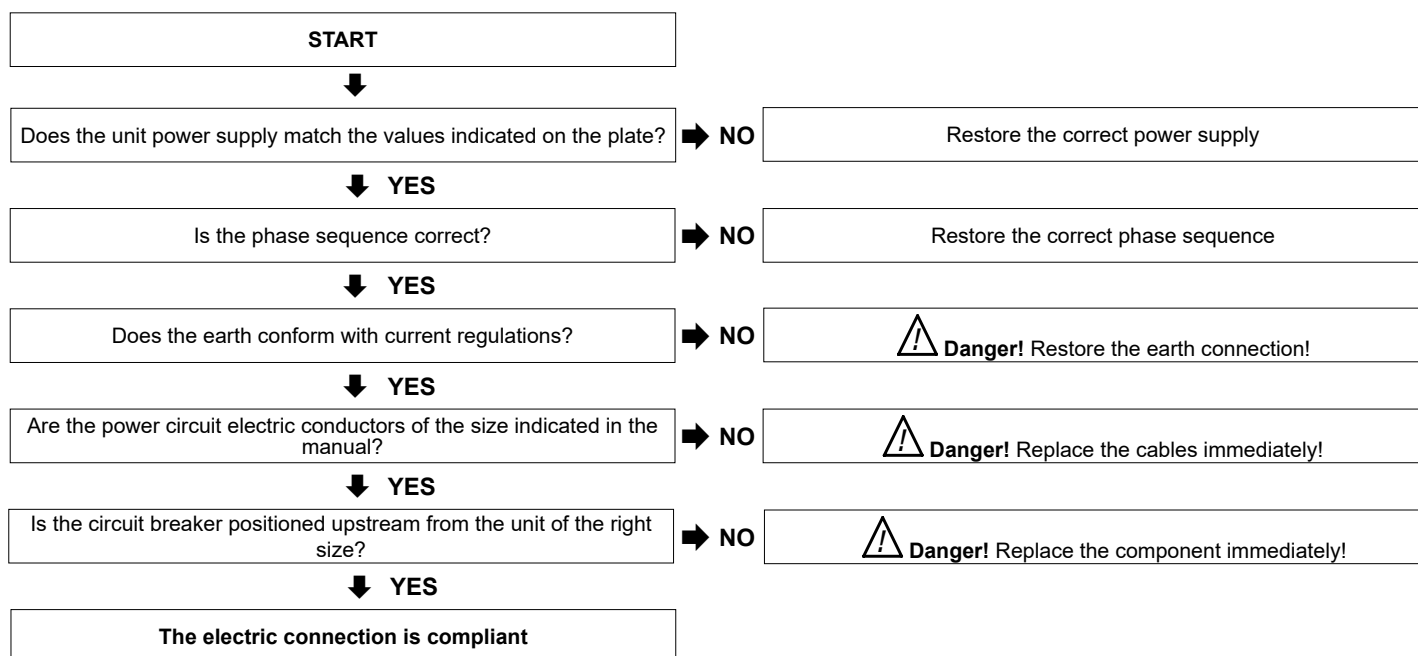 START
Does the unit power supply match the values indicated on the plate?
NO
Restore the correct power supply
YES
Is the phase sequence correct?
NO
Restore the correct phase sequence
YES
Does the earth conform with current regulations?
NO
Danger! Restore the earth connection!
YES
Are the power circuit electric conductors of the size indicated in the
manual?
NO
Danger! Replace the cables immediately!
YES
Is the circuit breaker positioned upstream from the unit of the right
size?
NO
Danger! Replace the component immediately!
YES
The electric connection is compliant